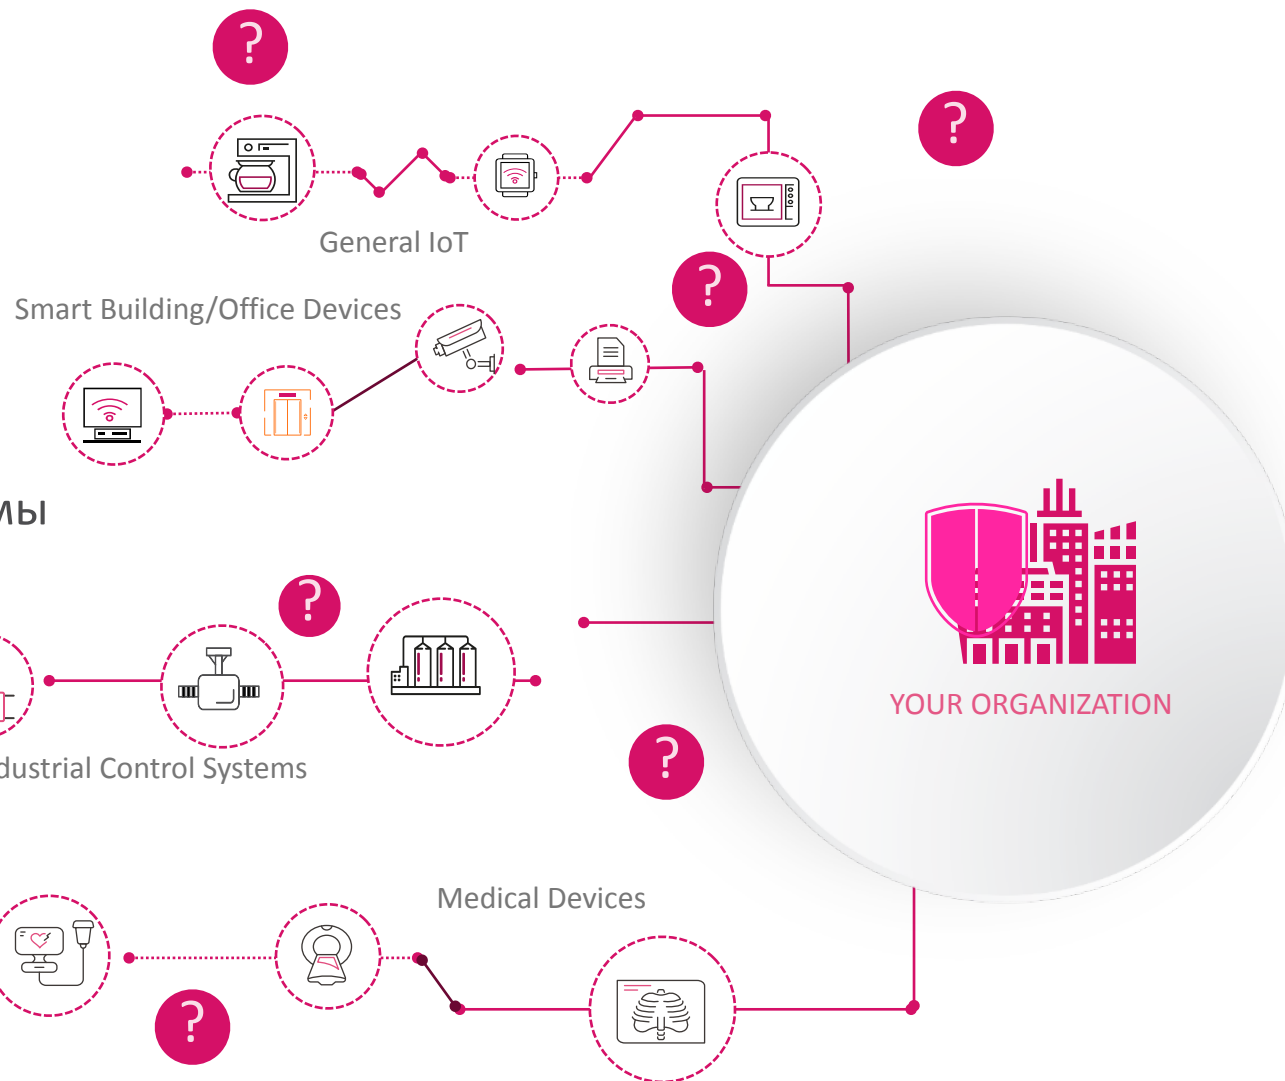 ?
?
General IoT
?
Smart Building/Office Devices
мы
?
YOUR ORGANIZATION
?
dustrial Control Systems
Medical Devices
?